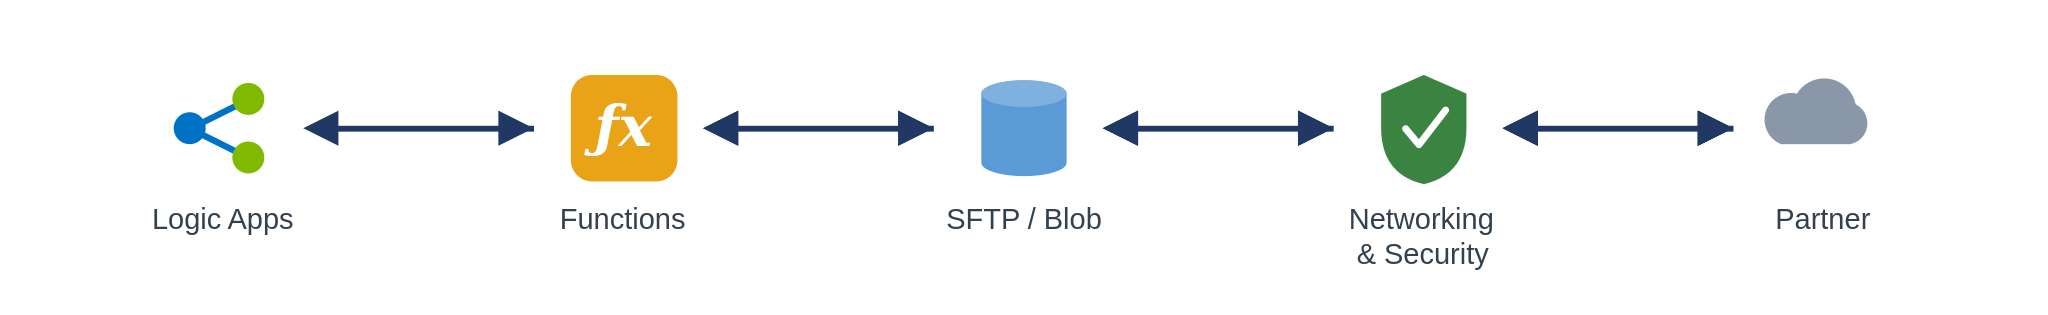 fx
Logic Apps
Functions
SFTP / Blob
Networking
& Security
Partner